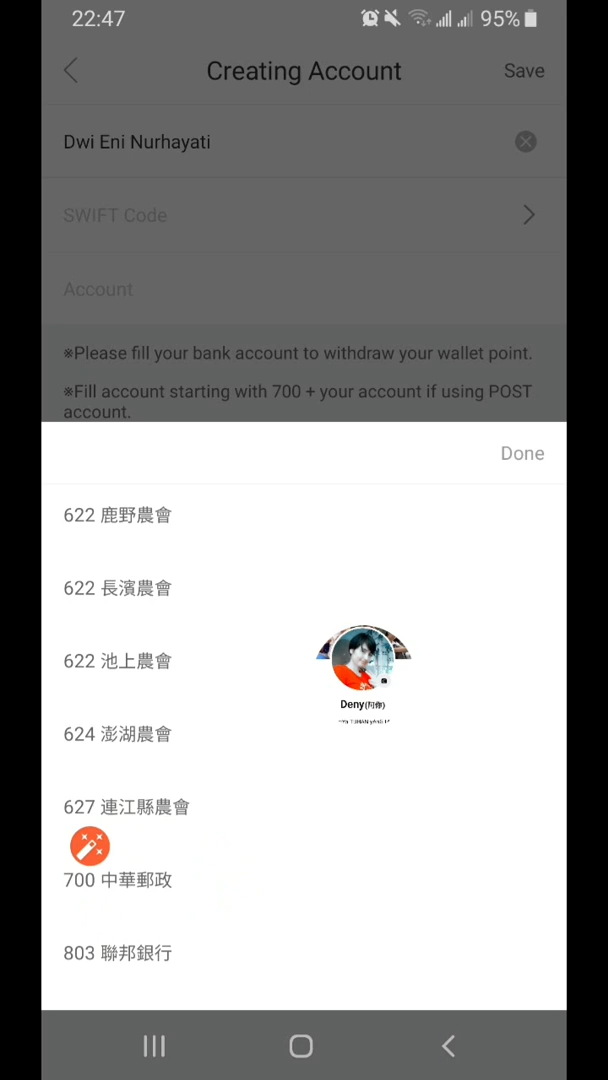 22:47
95%
Creating Account
Save
Dwi Eni Nurhayati
SWIFT Code
Account
※Please fill your bank account to withdraw your wallet point.
※Fill account starting with 700 + your account if using POST
account.
Done
622 鹿野農會
622 長濱農會
622 池上農會
Deny(阿你)
624 澎湖農會
627 連江縣農會
700 中華郵政
803 聯邦銀行